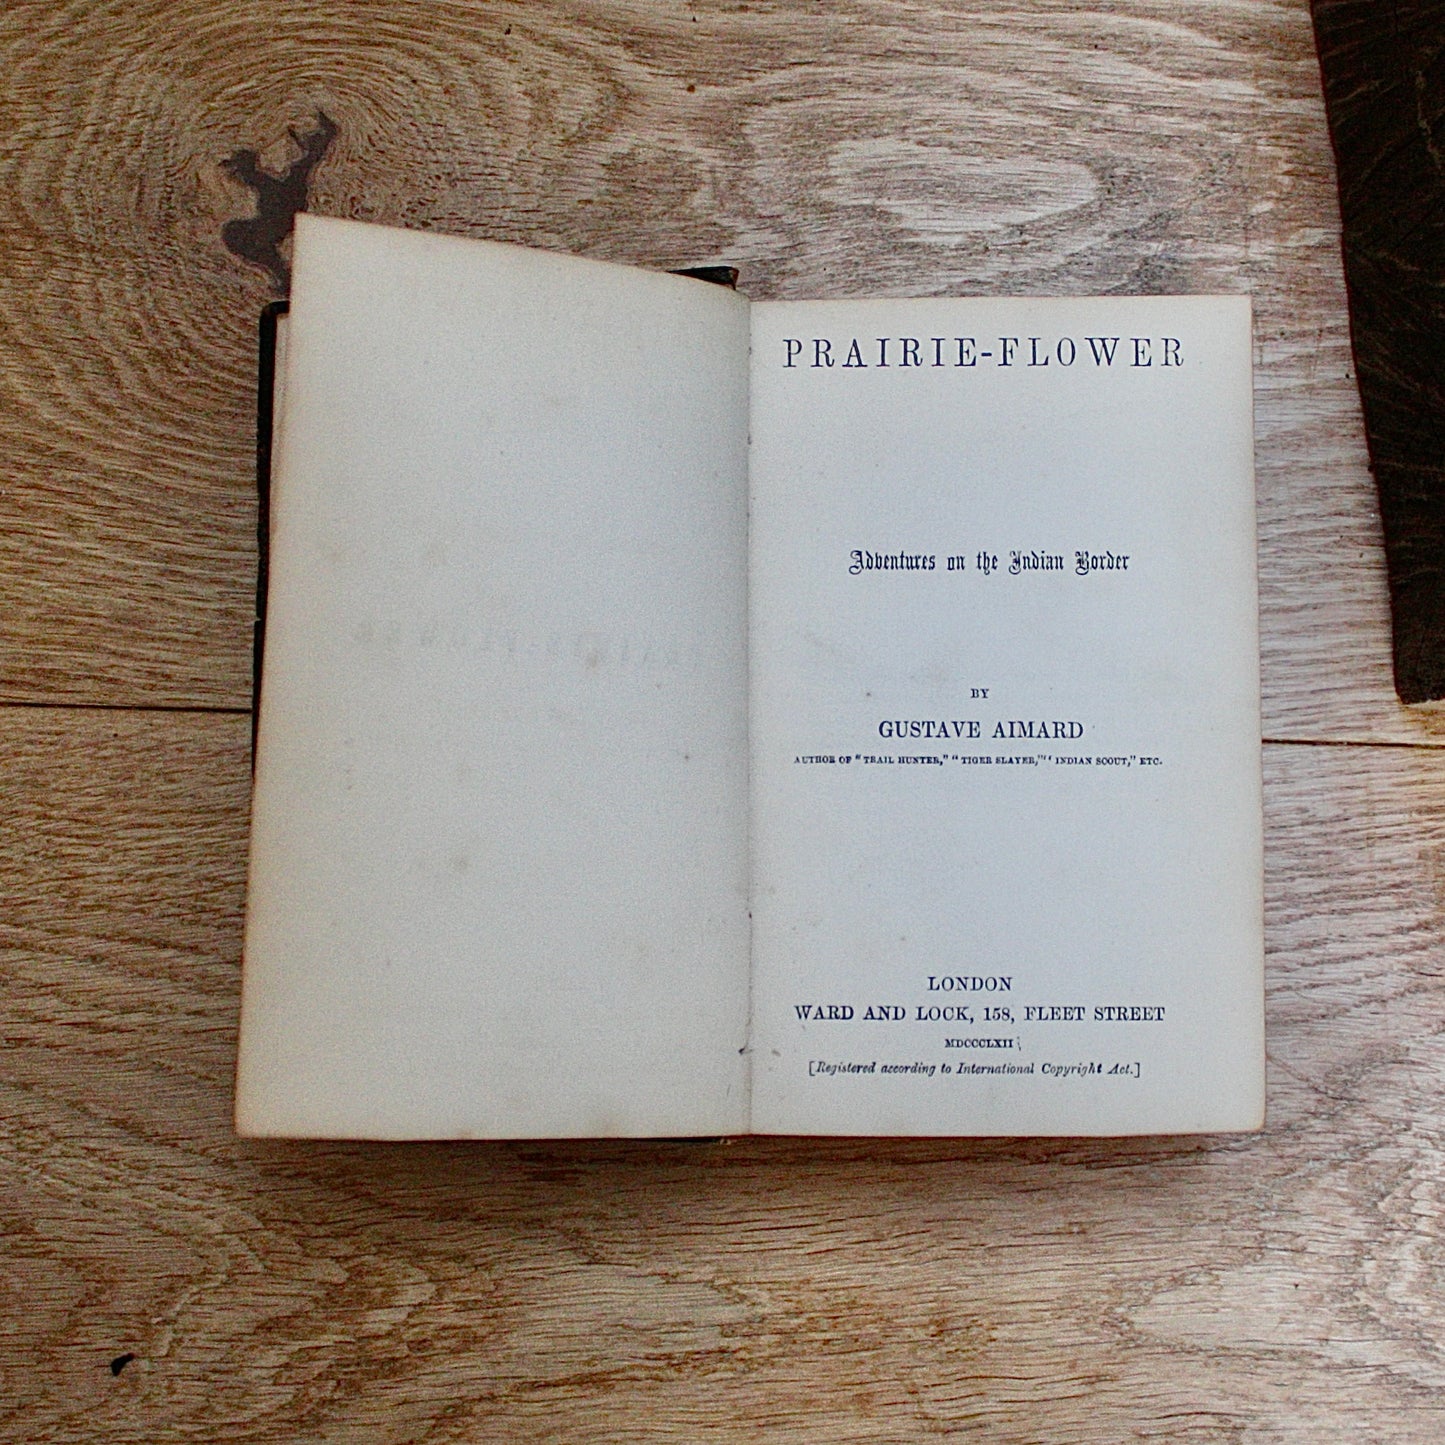 PRAIRIE-FLOWER
Adventures on the Indian Border
BY
GUSTAVE AIMARD
AUTHOR OF "TRAIL HUNTER," "TIGER SLAYER," "INDIAN SCOUT," ETC.
LONDON
WARD AND LOCK, 158, FLEET STREET
MDCCCLXII
[Registered according to International Copyright Act.]